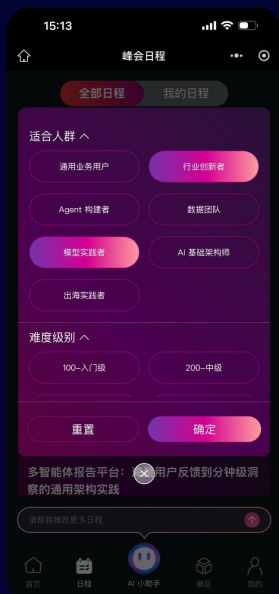 15:13
峰会日程
全部日程 我的日程
适合人群
通用业务用户 行业创新者
Agent 构建者 数据团队
模型实践者 AI 基础架构师
出海实践者
难度级别
100-入门级 200-中级
重置 确定
多智能体报告平台：
用户反馈到分钟级洞
察的通用架构实践
请帮我推荐更多日程
首页 日程 AI 小助手 展区 我的